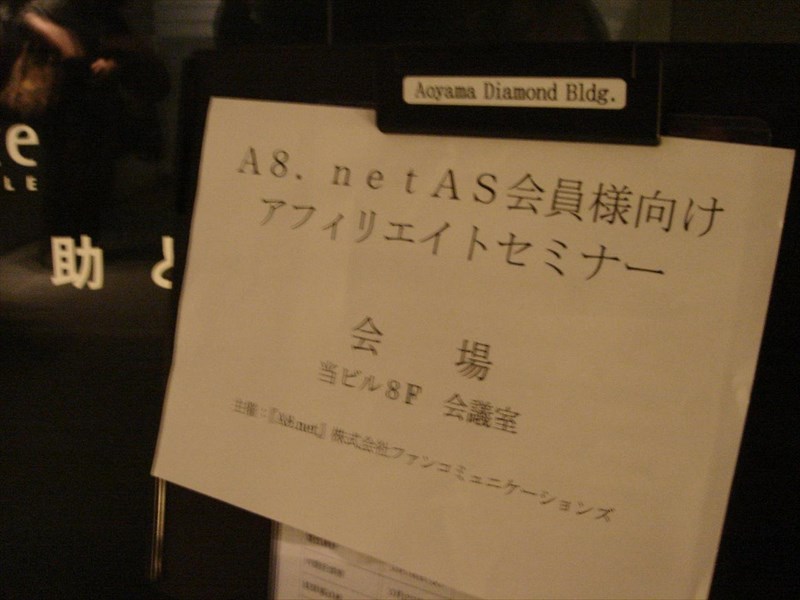 Aoyama Diamond Bldg.
A8. netAS会員様向け
アフィリエイトセミナー
会 場
当ビル8F 会議室
主催：『A8.net』 株式会社ファンコミュニケーションズ
e
LE
助 と